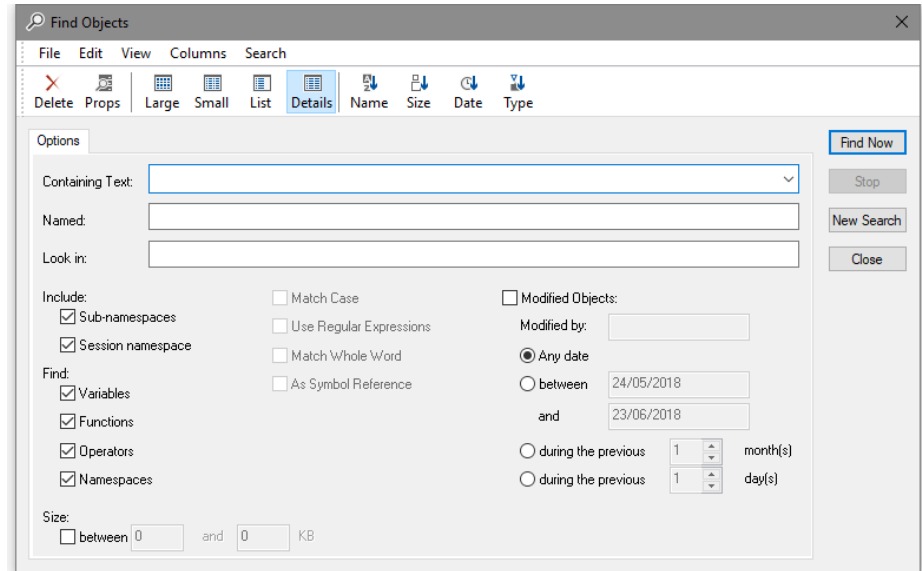 Find Objects
File Edit View Columns Search
Delete Props Large Small List Details Name Size Date Type
Options
Find Now
Containing Text:
Stop
Named:
New Search
Look in:
Close
Include:
Match Case
Modified Objects:
Sub-namespaces
Use Regular Expressions
Modified by:
Session namespace
Match Whole Word
Any date
Find:
As Symbol Reference
between 24/05/2018
Variables
and 23/06/2018
Functions
Operators
during the previous 1 month(s)
Namespaces
during the previous 1 day(s)
Size:
between 0 and 0 KB